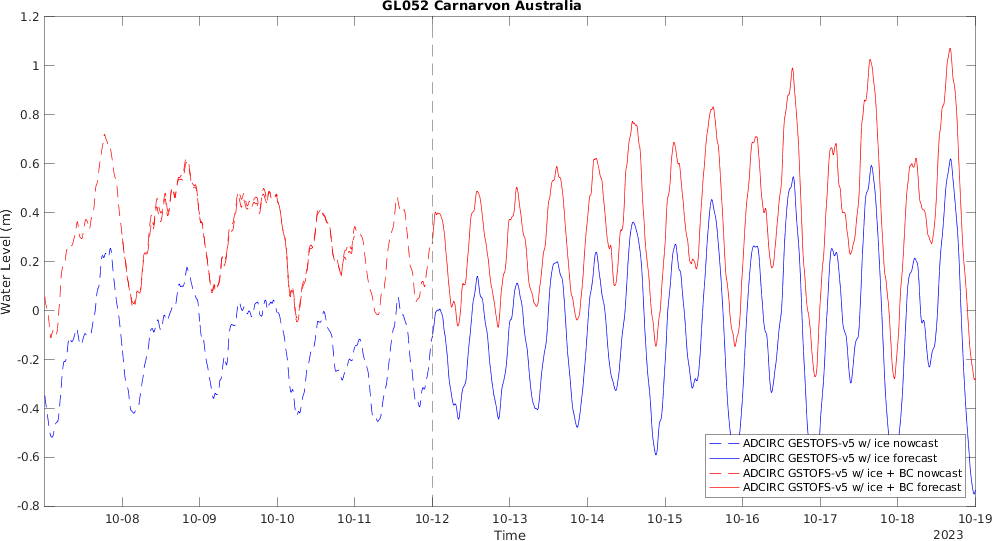 GL052 Carnarvon Australia
1.2
1
0.8
0.6
0.4
0.2
0
-0.2
-0.4
-0.6
-0.8
Water Level (m)
ADCIRC GESTOFS-v5 w/ ice nowcast
ADCIRC GESTOFS-v5 w/ ice forecast
ADCIRC GSTOFS-v5 w/ ice + BC nowcast
ADCIRC GSTOFS-v5 w/ ice + BC forecast
10-08 10-09 10-10 10-11 10-12 10-13 10-14 10-15 10-16 10-17 10-18 10-19
Time
2023